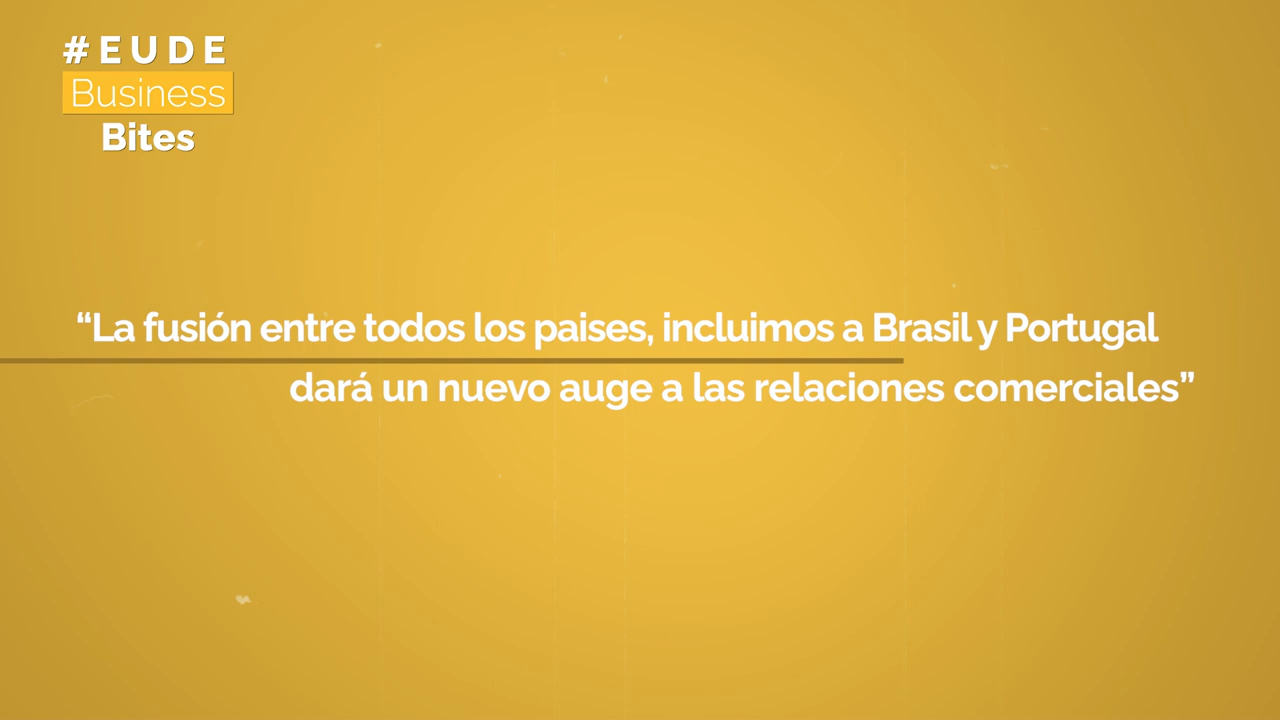 #EUDE
Business
Bites
“La fusión entre todos los paises, incluimos a Brasil y Portugal
dará un nuevo auge a las relaciones comerciales”